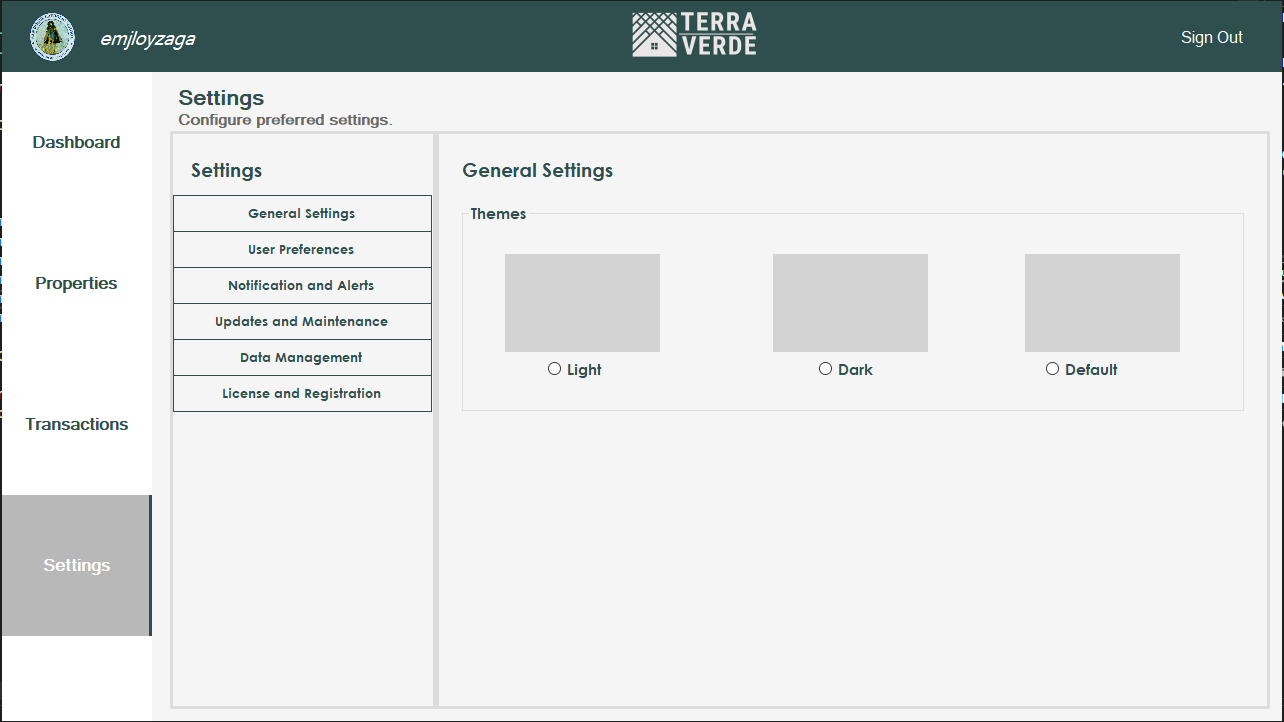 emjloyzaga
TERRA
VERDE
Sign Out
Dashboard
Properties
Transactions
Settings
Settings
Configure preferred settings.
Settings
General Settings
User Preferences
Notification and Alerts
Updates and Maintenance
Data Management
License and Registration
General Settings
Themes
Light
Dark
Default